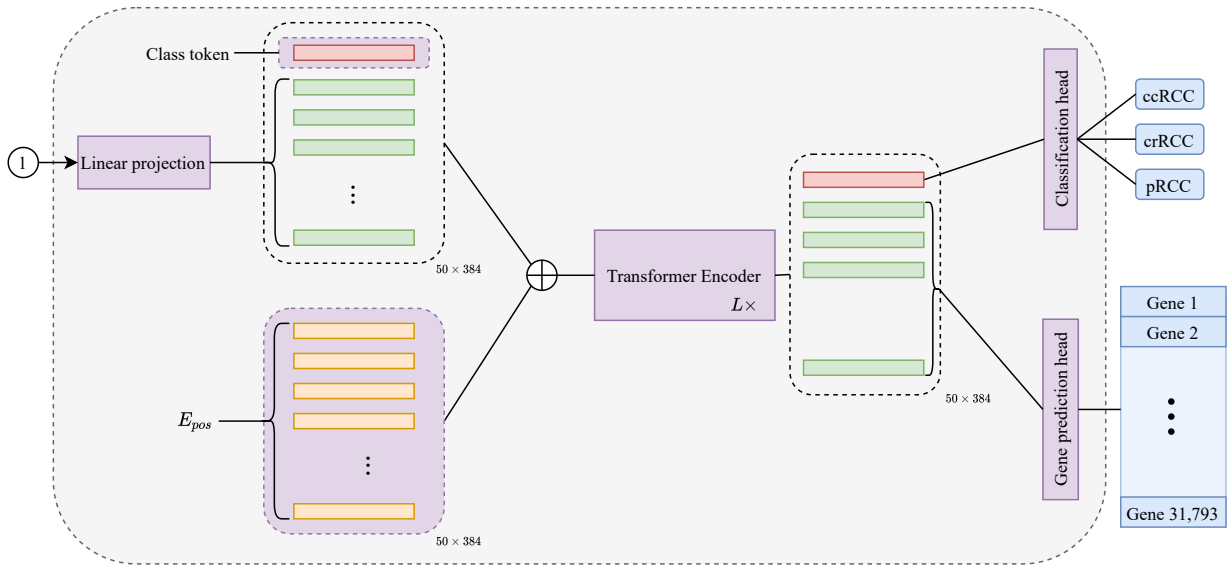 Class token
1
Linear projection
50 × 384
E_pos
50 × 384
Transformer Encoder
L×
50 × 384
Classification head
ccRCC
crRCC
pRCC
Gene prediction head
Gene 1
Gene 2
Gene 31,793